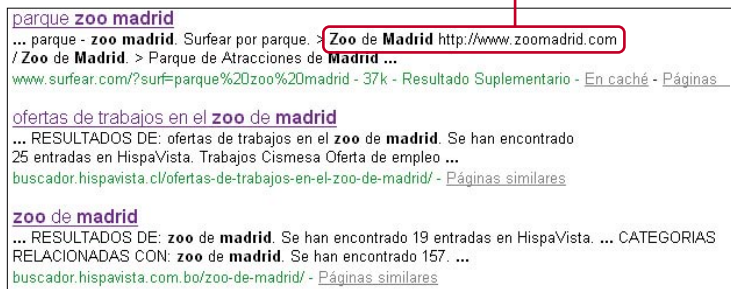 parque zoo madrid
... parque - zoo madrid. Surfear por parque. > Zoo de Madrid http://www.zoomadrid.com
/ Zoo de Madrid. > Parque de Atracciones de Madrid ...
www.surfear.com/?surf=parque%20zoo%20madrid - 37k - Resultado Suplementario - En caché - Páginas
ofertas de trabajos en el zoo de madrid
... RESULTADOS DE: ofertas de trabajos en el zoo de madrid. Se han encontrado
25 entradas en HispaVista. Trabajos Cismesa Oferta de empleo ...
buscador.hispavista.cl/ofertas-de-trabajos-en-el-zoo-de-madrid/ - Páginas similares
zoo de madrid
... RESULTADOS DE: zoo de madrid. Se han encontrado 19 entradas en HispaVista. ... CATEGORIAS
RELACIONADAS CON: zoo de madrid. Se han encontrado 157. ...
buscador.hispavista.com.bo/zoo-de-madrid/ - Páginas similares